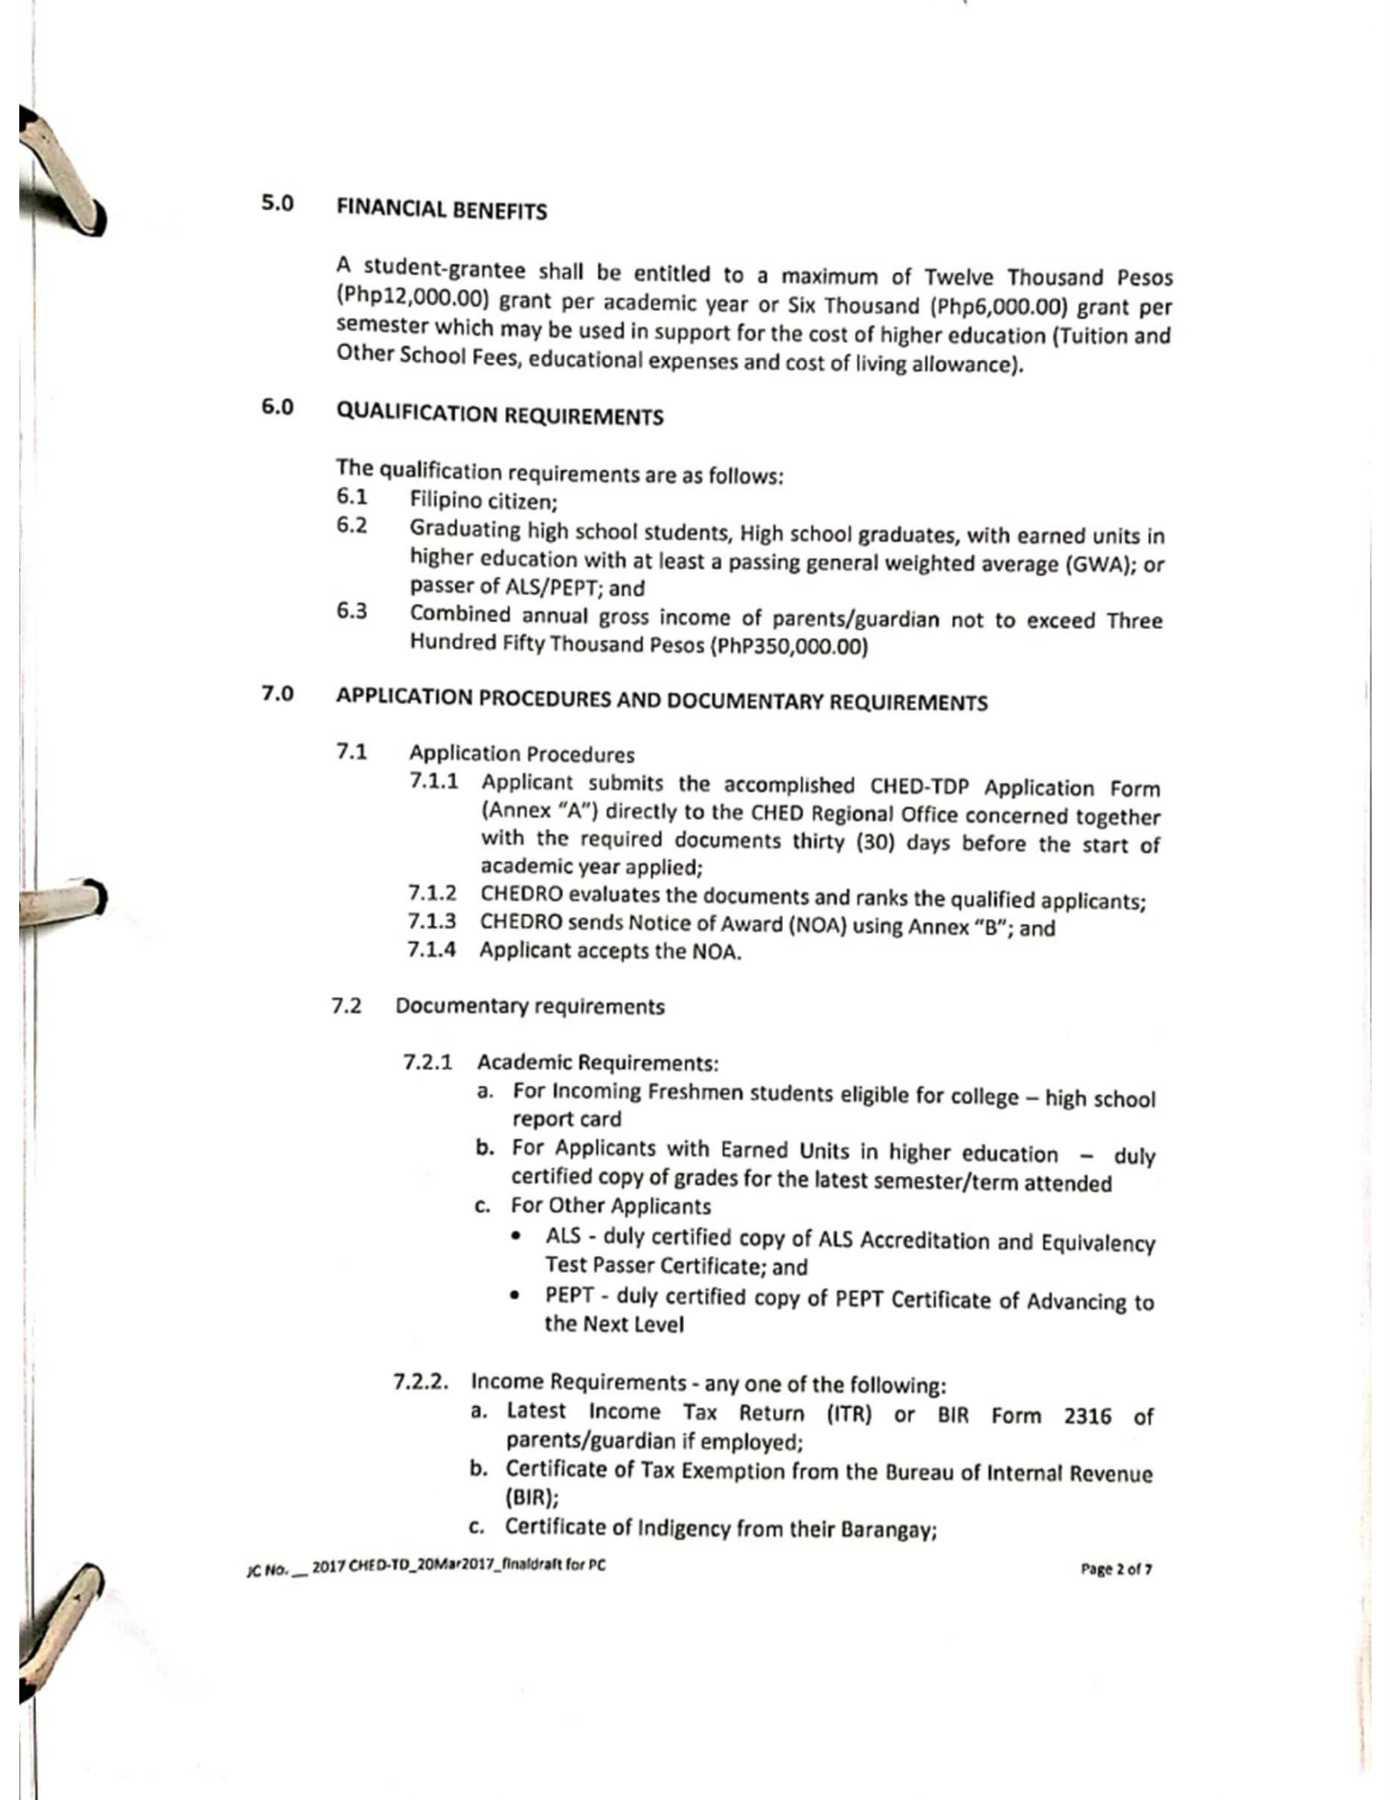 5.0 FINANCIAL BENEFITS
A student-grantee shall be entitled to a maximum of Twelve Thousand Pesos
(Php12,000.00) grant per academic year or Six Thousand (Php6,000.00) grant per
semester which may be used in support for the cost of higher education (Tuition and
Other School Fees, educational expenses and cost of living allowance).
6.0 QUALIFICATION REQUIREMENTS
The qualification requirements are as follows:
6.1 Filipino citizen;
6.2 Graduating high school students, High school graduates, with earned units in
higher education with at least a passing general weighted average (GWA); or
passer of ALS/PEPT; and
6.3 Combined annual gross income of parents/guardian not to exceed Three
Hundred Fifty Thousand Pesos (PhP350,000.00)
7.0 APPLICATION PROCEDURES AND DOCUMENTARY REQUIREMENTS
7.1 Application Procedures
7.1.1 Applicant submits the accomplished CHED-TDP Application Form
(Annex “A”) directly to the CHED Regional Office concerned together
with the required documents thirty (30) days before the start of
academic year applied;
7.1.2 CHEDRO evaluates the documents and ranks the qualified applicants;
7.1.3 CHEDRO sends Notice of Award (NOA) using Annex “B”; and
7.1.4 Applicant accepts the NOA.
7.2 Documentary requirements
7.2.1 Academic Requirements:
a. For Incoming Freshmen students eligible for college – high school
report card
b. For Applicants with Earned Units in higher education – duly
certified copy of grades for the latest semester/term attended
c. For Other Applicants
• ALS - duly certified copy of ALS Accreditation and Equivalency
Test Passer Certificate; and
• PEPT - duly certified copy of PEPT Certificate of Advancing to
the Next Level
7.2.2. Income Requirements - any one of the following:
a. Latest Income Tax Return (ITR) or BIR Form 2316 of
parents/guardian if employed;
b. Certificate of Tax Exemption from the Bureau of Internal Revenue
(BIR);
c. Certificate of Indigency from their Barangay;
JC No. __ 2017 CHED-TD_20Mar2017_finaldraft for PC Page 2 of 7